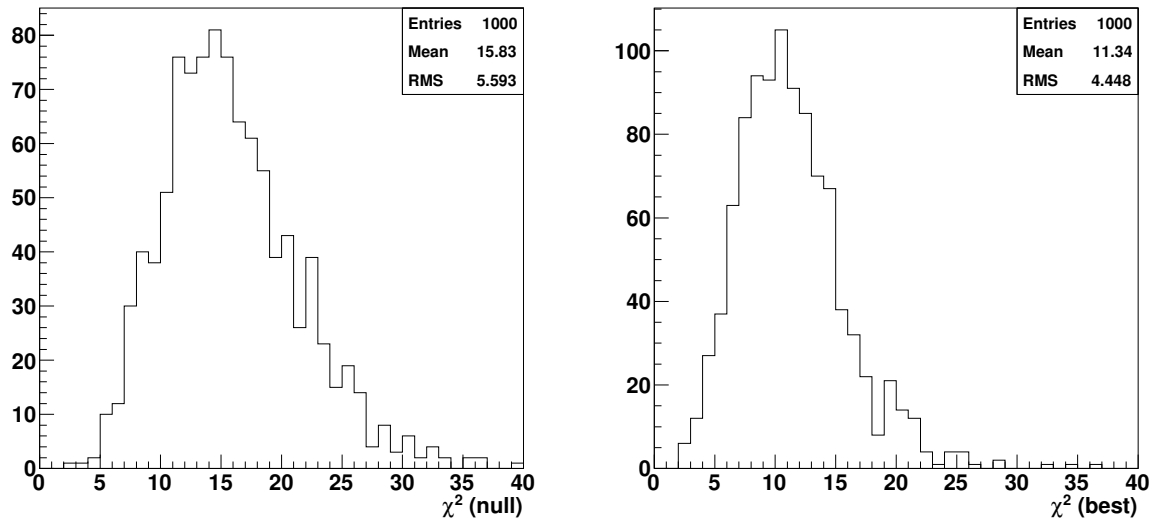 80
70
60
50
40
30
20
10
0
Entries 1000
Mean 15.83
RMS 5.593
0 5 10 15 20 25 30 35 40
χ² (null)
100
80
60
40
20
0
Entries 1000
Mean 11.34
RMS 4.448
0 5 10 15 20 25 30 35 40
χ² (best)